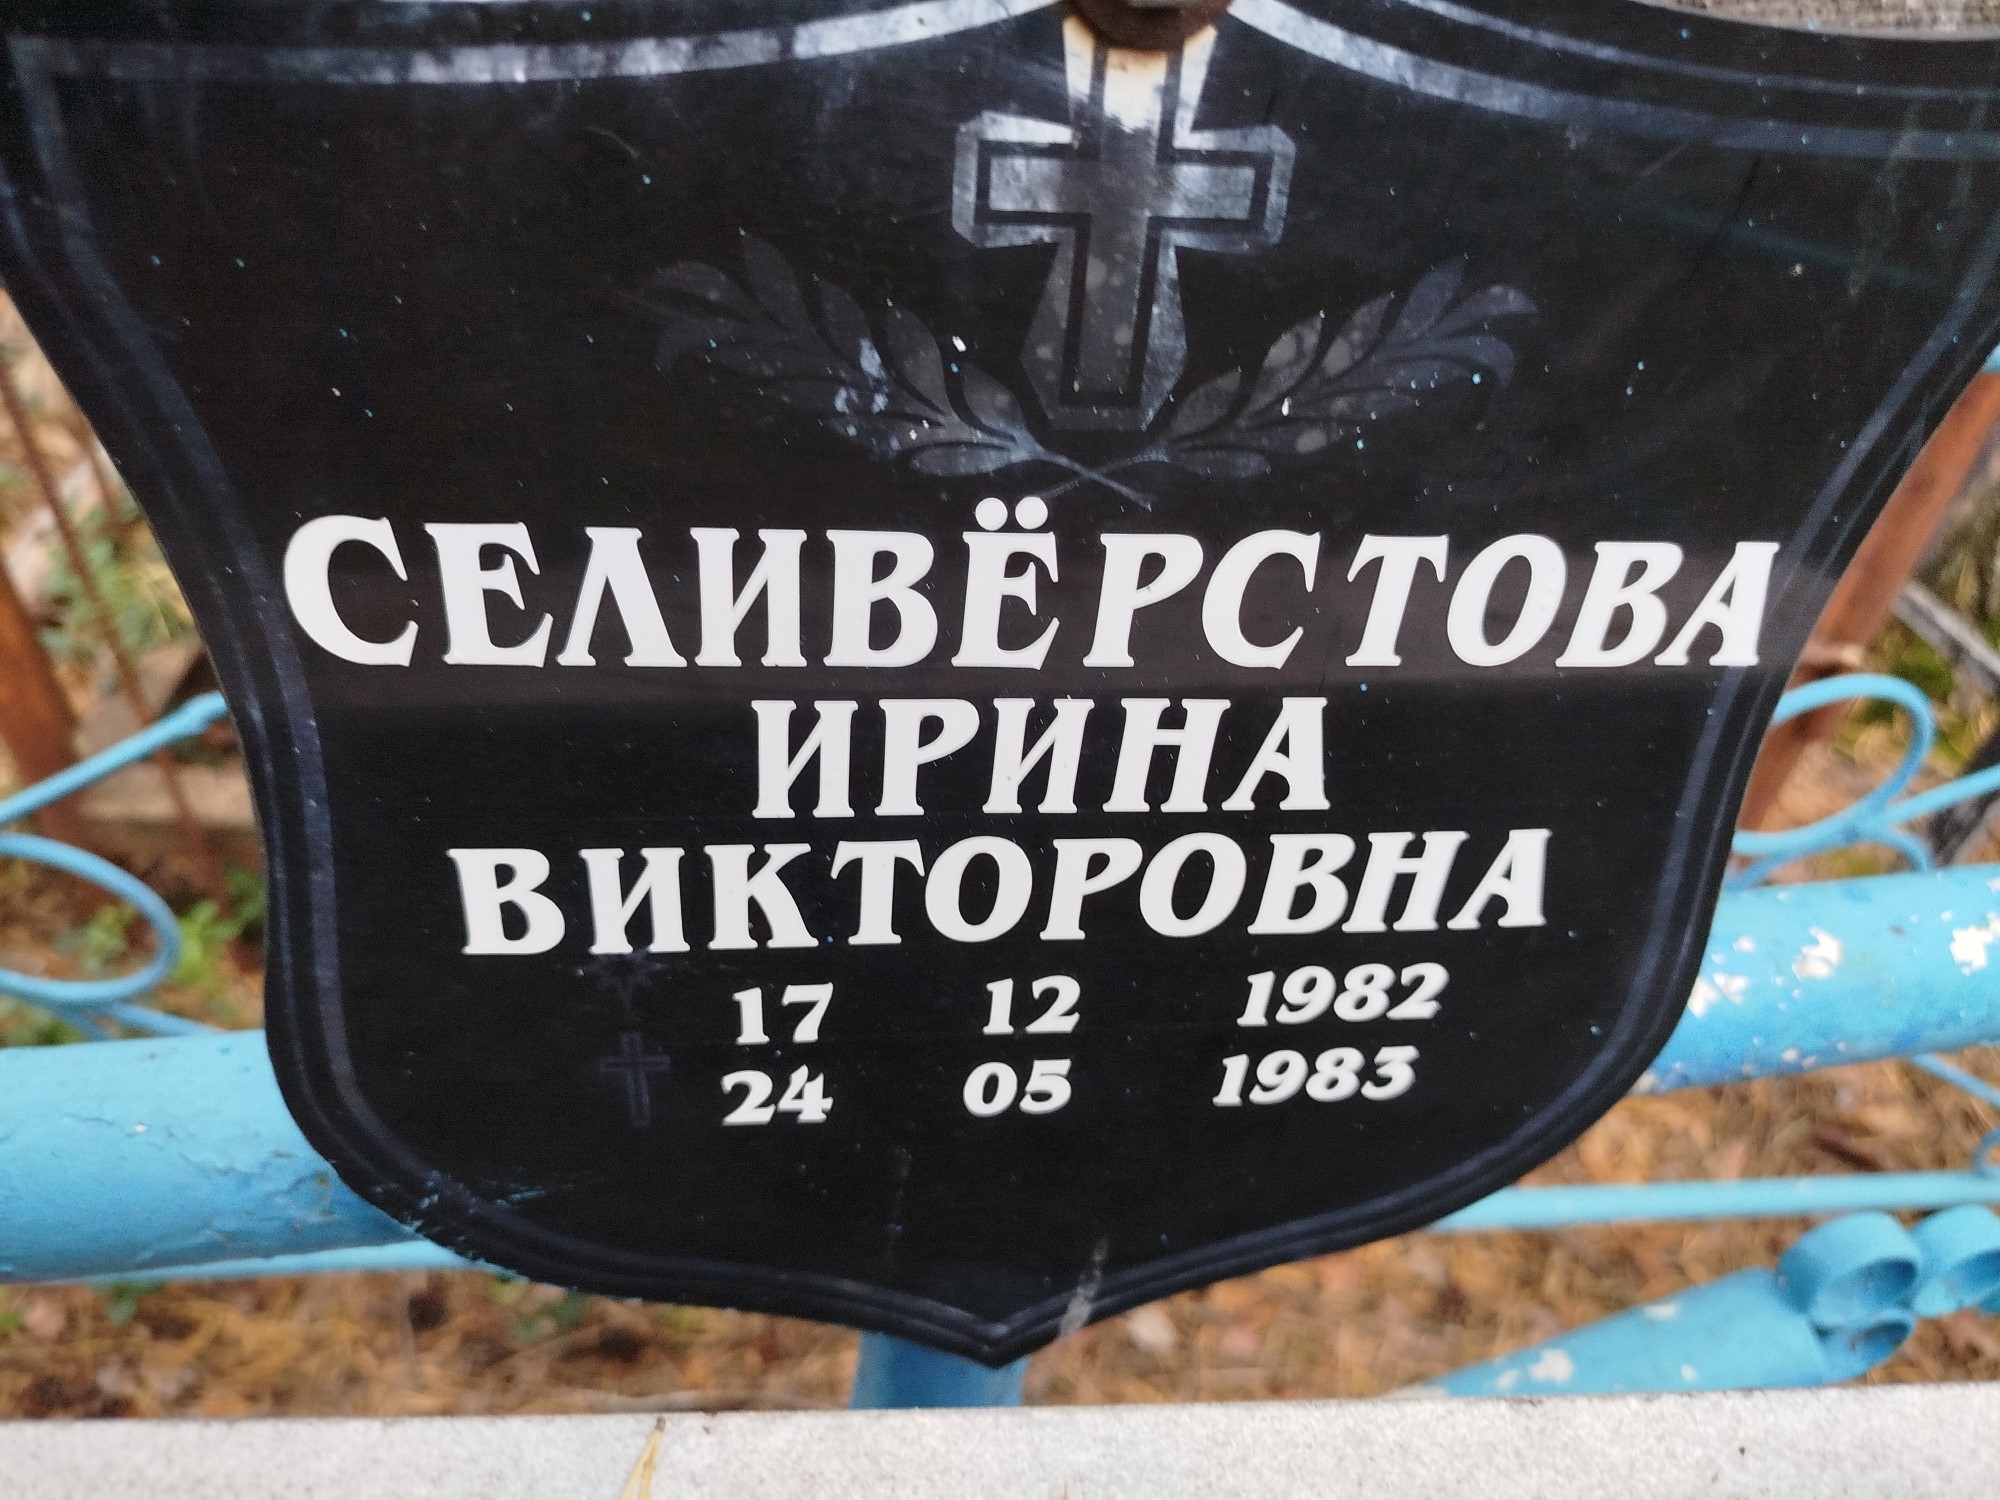 СЕЛИВЁРСТОВА
ИРИНА
ВИКТОРОВНА
17 12 1982
24 05 1983